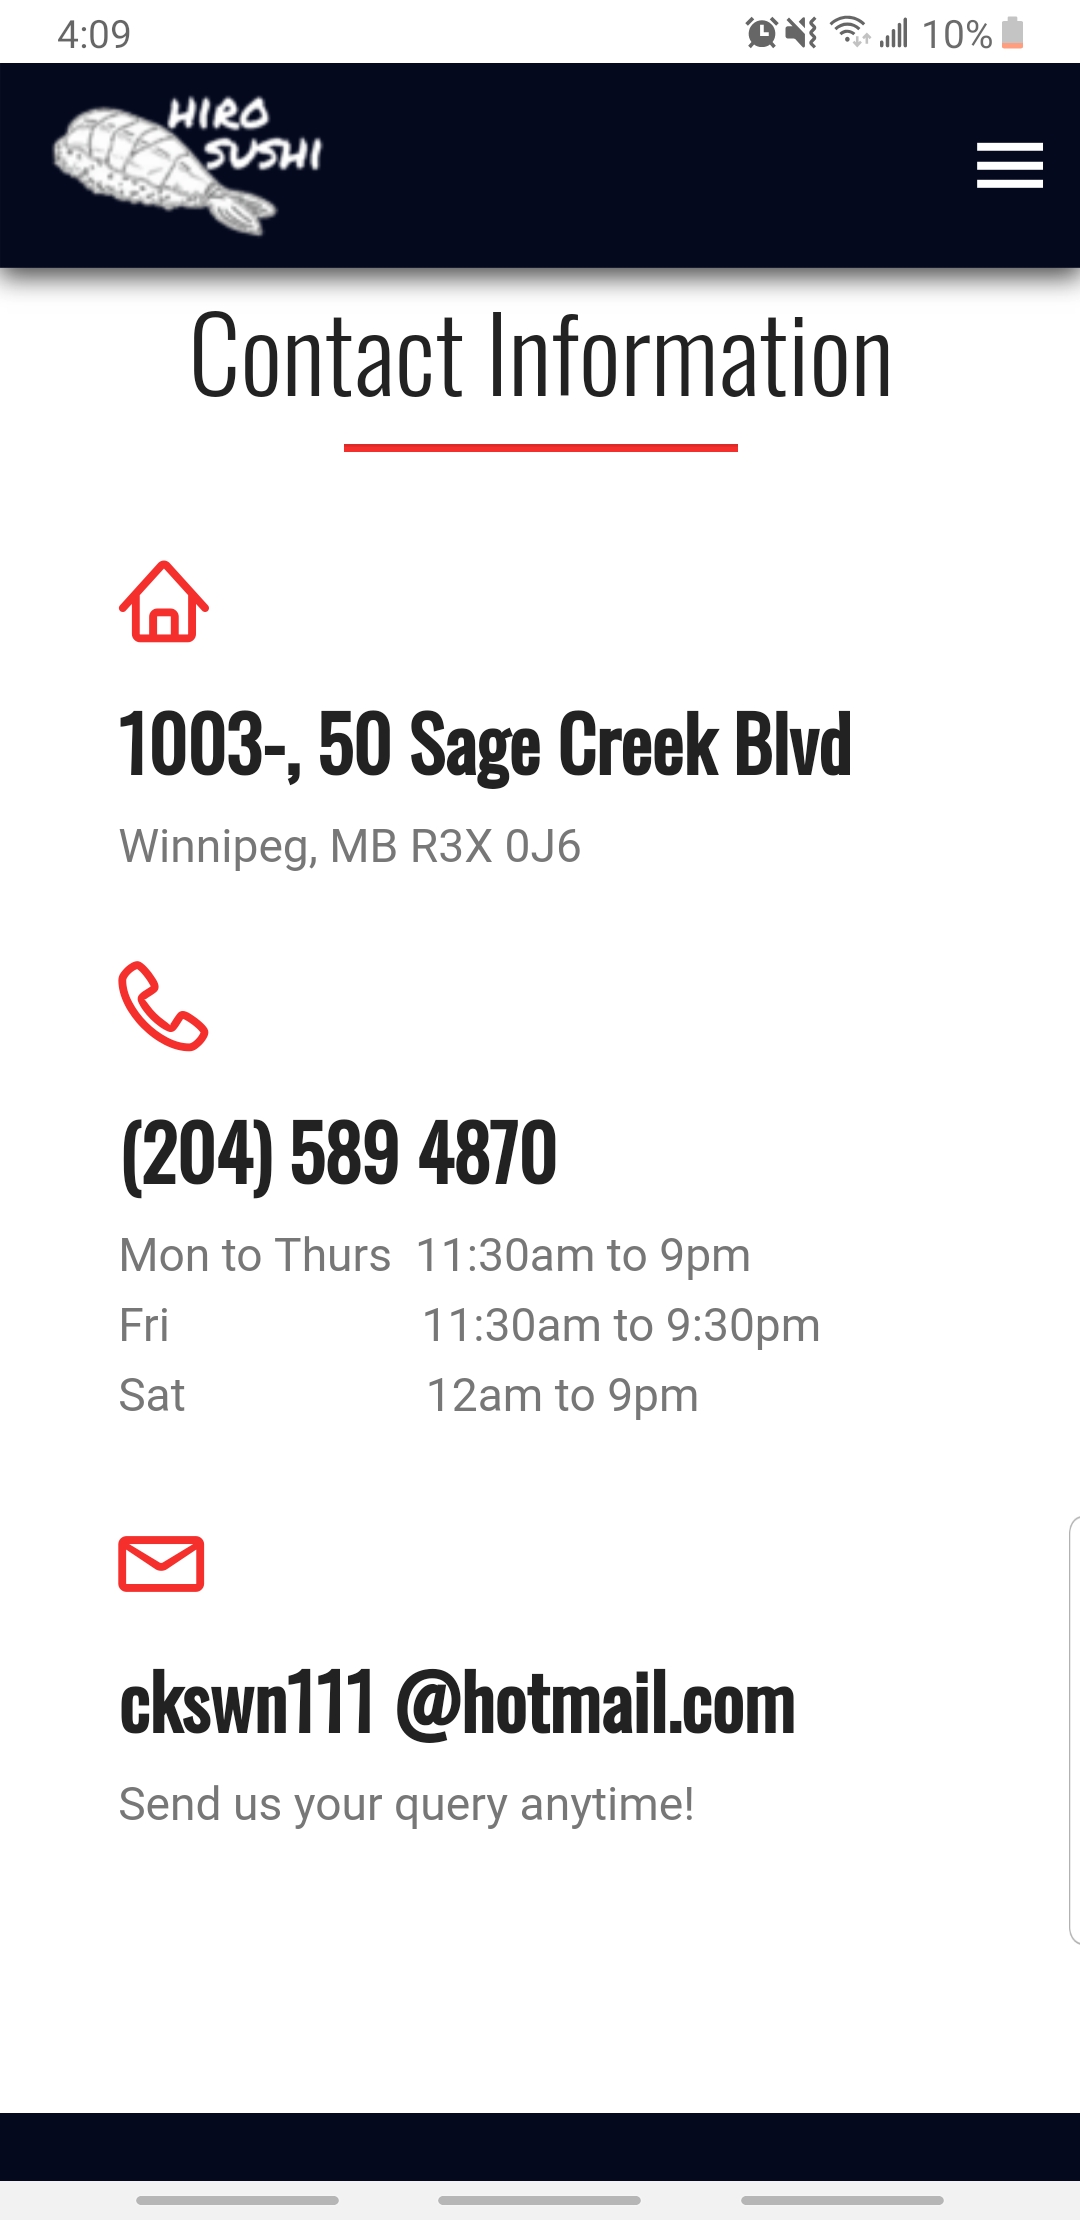 4:09
10%
HIRO
SUSHI
Contact Information
1003-, 50 Sage Creek Blvd
Winnipeg, MB R3X 0J6
(204) 589 4870
Mon to Thurs 11:30am to 9pm
Fri 11:30am to 9:30pm
Sat 12am to 9pm
ckswn111 @hotmail.com
Send us your query anytime!